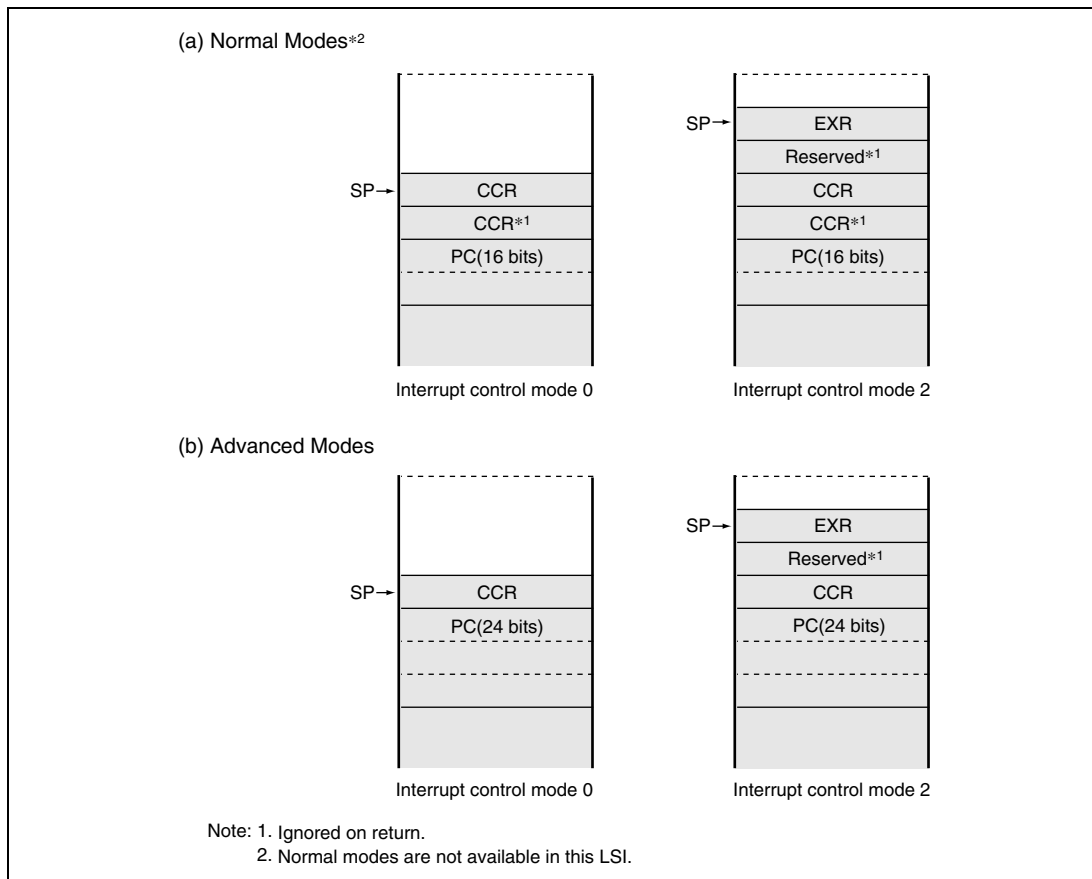 (a) Normal Modes*2
SP→ EXR
Reserved*1
SP→ CCR CCR
CCR*1 CCR*1
PC(16 bits) PC(16 bits)
Interrupt control mode 0 Interrupt control mode 2
(b) Advanced Modes
SP→ EXR
Reserved*1
SP→ CCR CCR
PC(24 bits) PC(24 bits)
Interrupt control mode 0 Interrupt control mode 2
Note: 1. Ignored on return.
2. Normal modes are not available in this LSI.